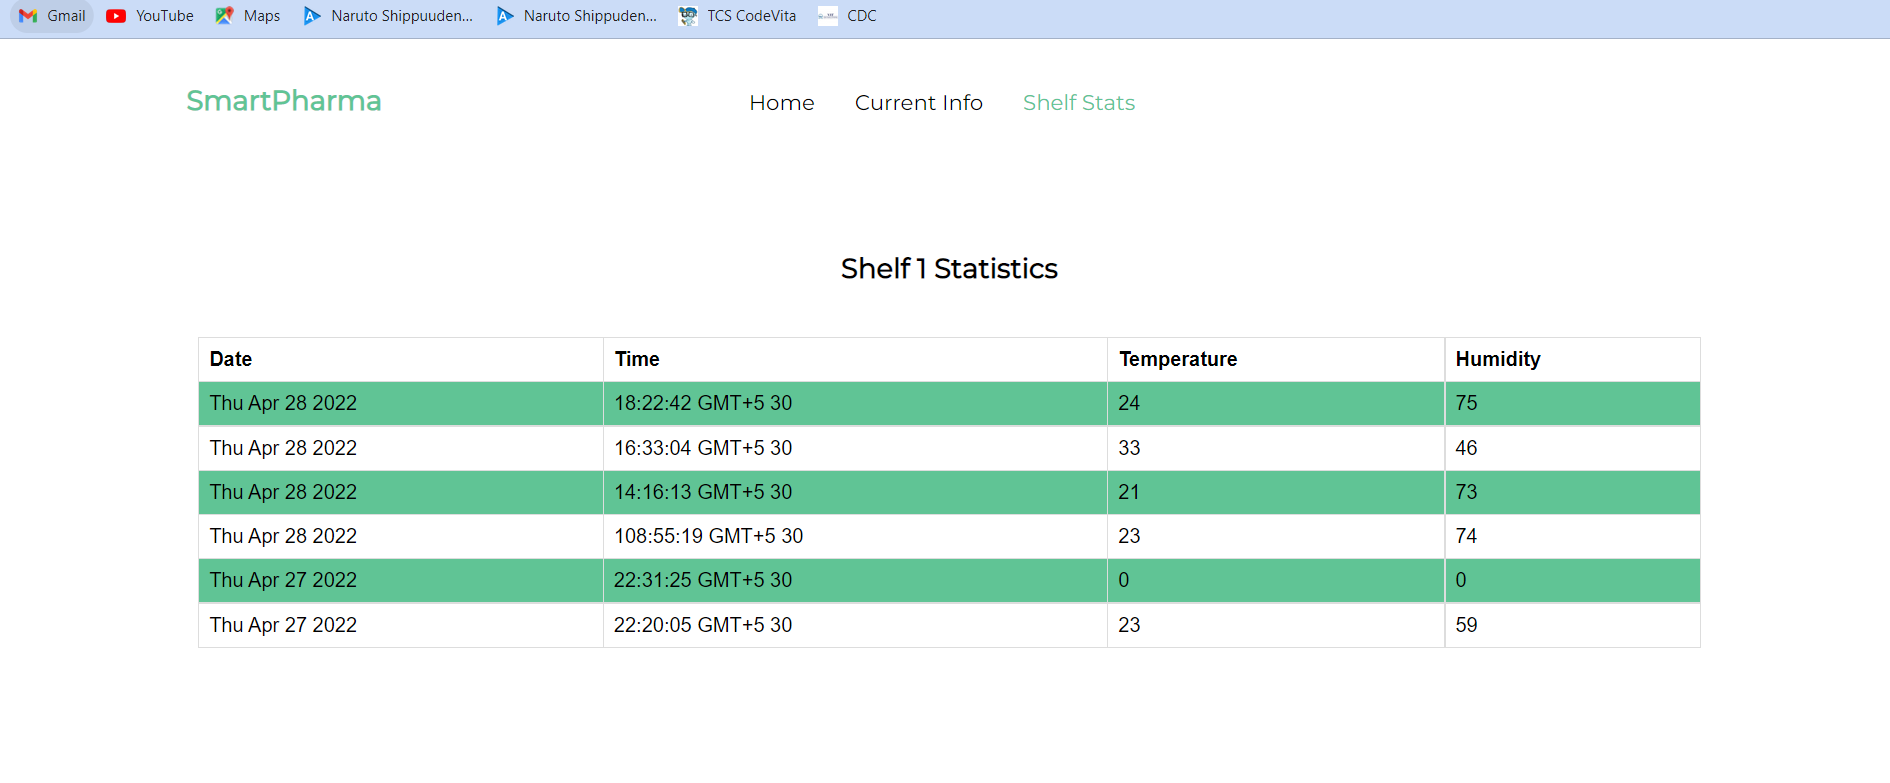 Gmail YouTube Maps Naruto Shippuuden... Naruto Shippuden... TCS CodeVita CDC
SmartPharma Home Current Info Shelf Stats
Shelf 1 Statistics
Date Time Temperature Humidity
Thu Apr 28 2022 18:22:42 GMT+5 30 24 75
Thu Apr 28 2022 16:33:04 GMT+5 30 33 46
Thu Apr 28 2022 14:16:13 GMT+5 30 21 73
Thu Apr 28 2022 108:55:19 GMT+5 30 23 74
Thu Apr 27 2022 22:31:25 GMT+5 30 0 0
Thu Apr 27 2022 22:20:05 GMT+5 30 23 59